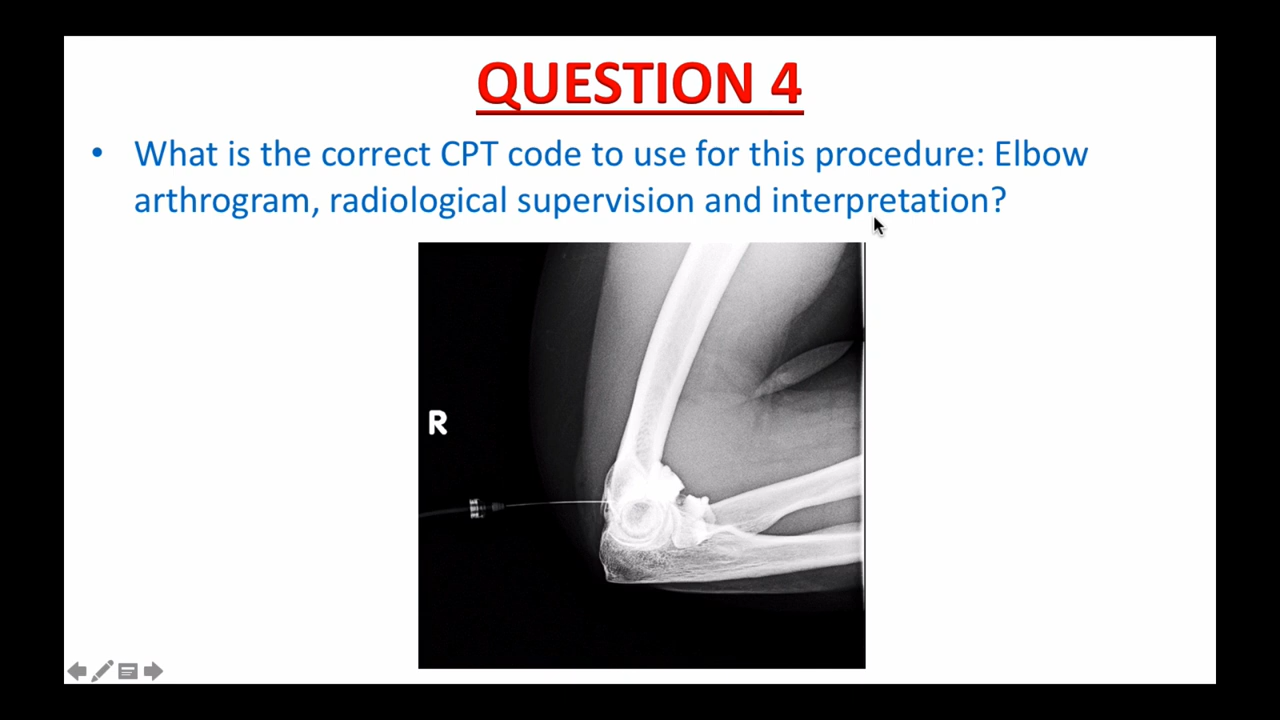 QUESTION 4
• What is the correct CPT code to use for this procedure: Elbow
arthrogram, radiological supervision and interpretation?
R